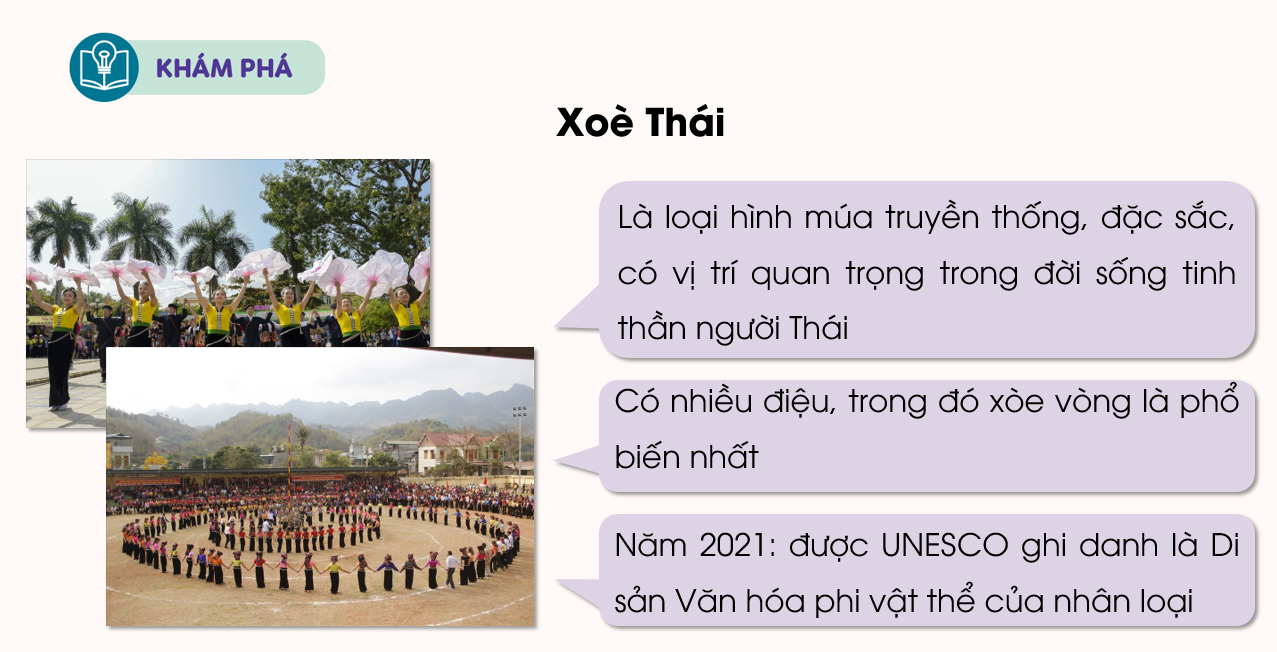 KHÁM PHÁ
Xoè Thái
Là loại hình múa truyền thống, đặc sắc,
có vị trí quan trọng trong đời sống tinh
thần người Thái
Có nhiều điệu, trong đó xòe vòng là phổ
biến nhất
Năm 2021: được UNESCO ghi danh là Di
sản Văn hóa phi vật thể của nhân loại